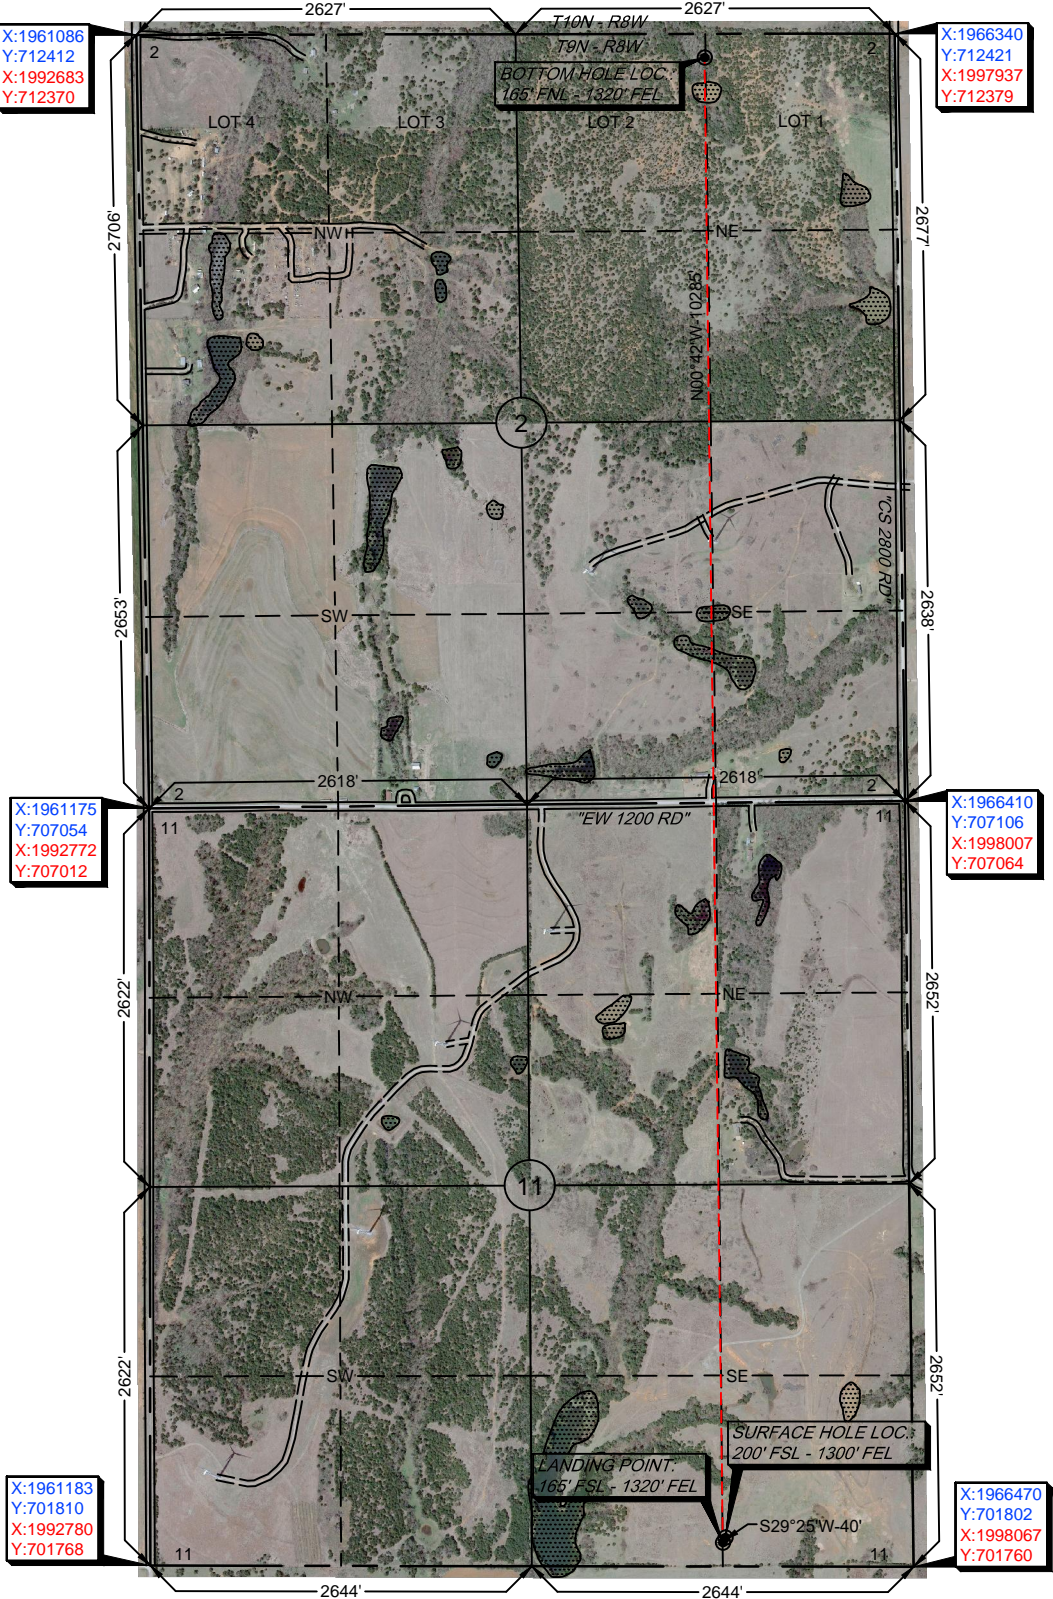 2627'
2627'
T10N - R8W
T9N - R8W
X:1961086
Y:712412
X:1992683
Y:712370
X:1966340
Y:712421
X:1997937
Y:712379
2
2
BOTTOM HOLE LOC.:
165' FNL - 1320' FEL
LOT 4
LOT 3
LOT 2
LOT 1
2706'
2677'
NW
NE
N00°42'W-10285'
2
"CS 2800 RD"
2653'
2638'
SW
SE
2618'
2618'
2
2
X:1961175
Y:707054
X:1992772
Y:707012
X:1966410
Y:707106
X:1998007
Y:707064
11
"EW 1200 RD"
11
2622'
2652'
NW
NE
11
2622'
2652'
SW
SE
SURFACE HOLE LOC.:
200' FSL - 1300' FEL
LANDING POINT:
165' FSL - 1320' FEL
X:1961183
Y:701810
X:1992780
Y:701768
X:1966470
Y:701802
X:1998067
Y:701760
S29°25'W-40'
11
11
2644'
2644'